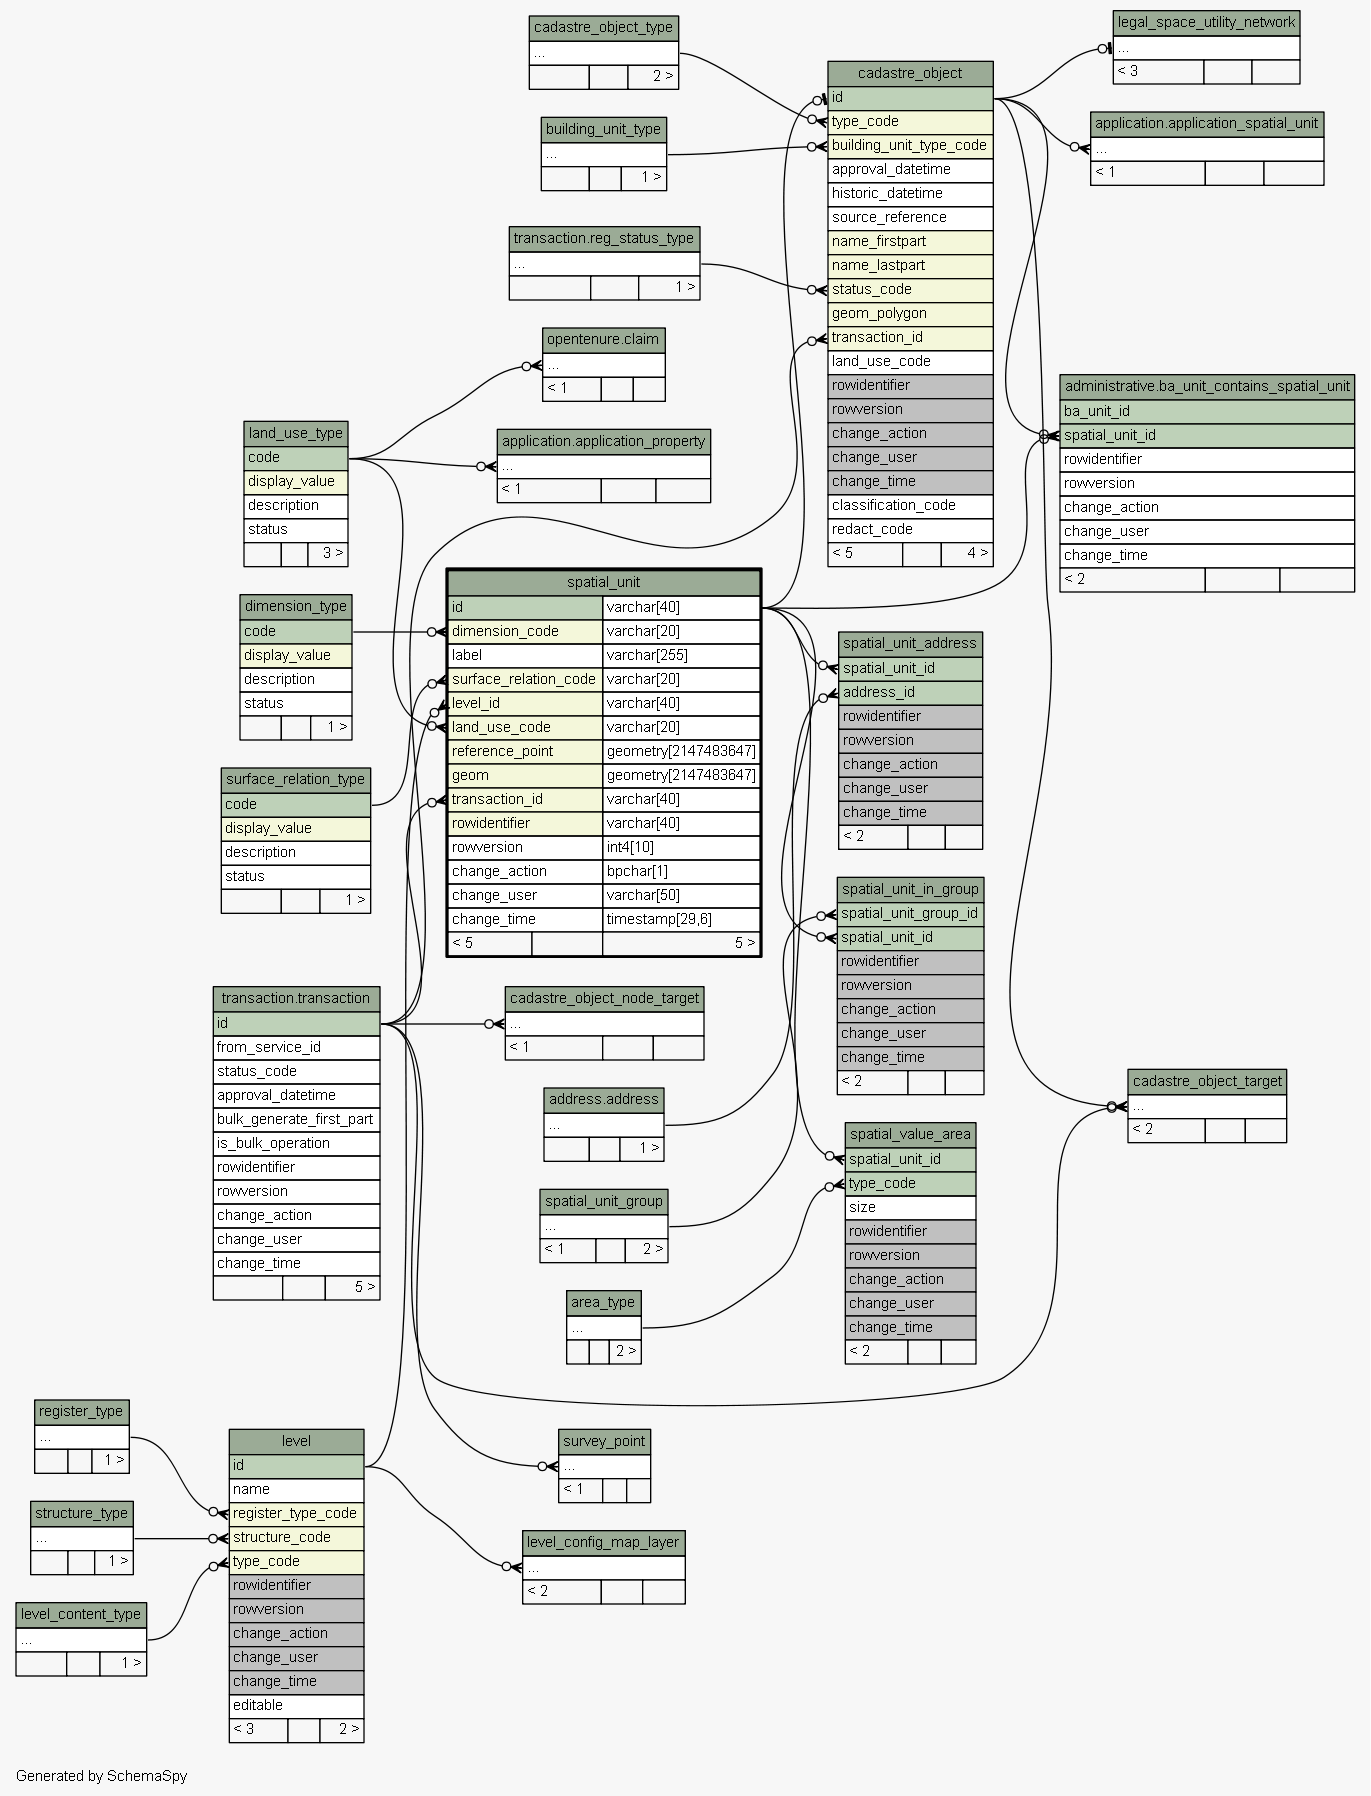 cadastre_object_type
...
2 >
legal_space_utility_network
...
< 3
cadastre_object
id
type_code
building_unit_type_code
approval_datetime
historic_datetime
source_reference
name_firstpart
name_lastpart
status_code
geom_polygon
transaction_id
land_use_code
rowidentifier
rowversion
change_action
change_user
change_time
classification_code
redact_code
< 5 4 >
building_unit_type
...
1 >
application.application_spatial_unit
...
< 1
transaction.reg_status_type
...
1 >
opentenure.claim
...
< 1
administrative.ba_unit_contains_spatial_unit
ba_unit_id
spatial_unit_id
rowidentifier
rowversion
change_action
change_user
change_time
< 2
land_use_type
code
display_value
description
status
3 >
application.application_property
...
< 1
spatial_unit
id varchar[40]
dimension_code varchar[20]
label varchar[255]
surface_relation_code varchar[20]
level_id varchar[40]
land_use_code varchar[20]
reference_point geometry[2147483647]
geom geometry[2147483647]
transaction_id varchar[40]
rowidentifier varchar[40]
rowversion int4[10]
change_action bpchar[1]
change_user varchar[50]
change_time timestamp[29,6]
< 5 5 >
dimension_type
code
display_value
description
status
1 >
spatial_unit_address
spatial_unit_id
address_id
rowidentifier
rowversion
change_action
change_user
change_time
< 2
surface_relation_type
code
display_value
description
status
1 >
spatial_unit_in_group
spatial_unit_group_id
spatial_unit_id
rowidentifier
rowversion
change_action
change_user
change_time
< 2
transaction.transaction
id
from_service_id
status_code
approval_datetime
bulk_generate_first_part
is_bulk_operation
rowidentifier
rowversion
change_action
change_user
change_time
5 >
cadastre_object_node_target
...
< 1
address.address
...
1 >
cadastre_object_target
...
< 2
spatial_value_area
spatial_unit_id
type_code
size
rowidentifier
rowversion
change_action
change_user
change_time
< 2
spatial_unit_group
...
< 1 2 >
area_type
...
2 >
register_type
...
1 >
level
id
name
register_type_code
structure_code
type_code
rowidentifier
rowversion
change_action
change_user
change_time
editable
< 3 2 >
survey_point
...
< 1
structure_type
...
1 >
level_config_map_layer
...
< 2
level_content_type
...
1 >
Generated by SchemaSpy